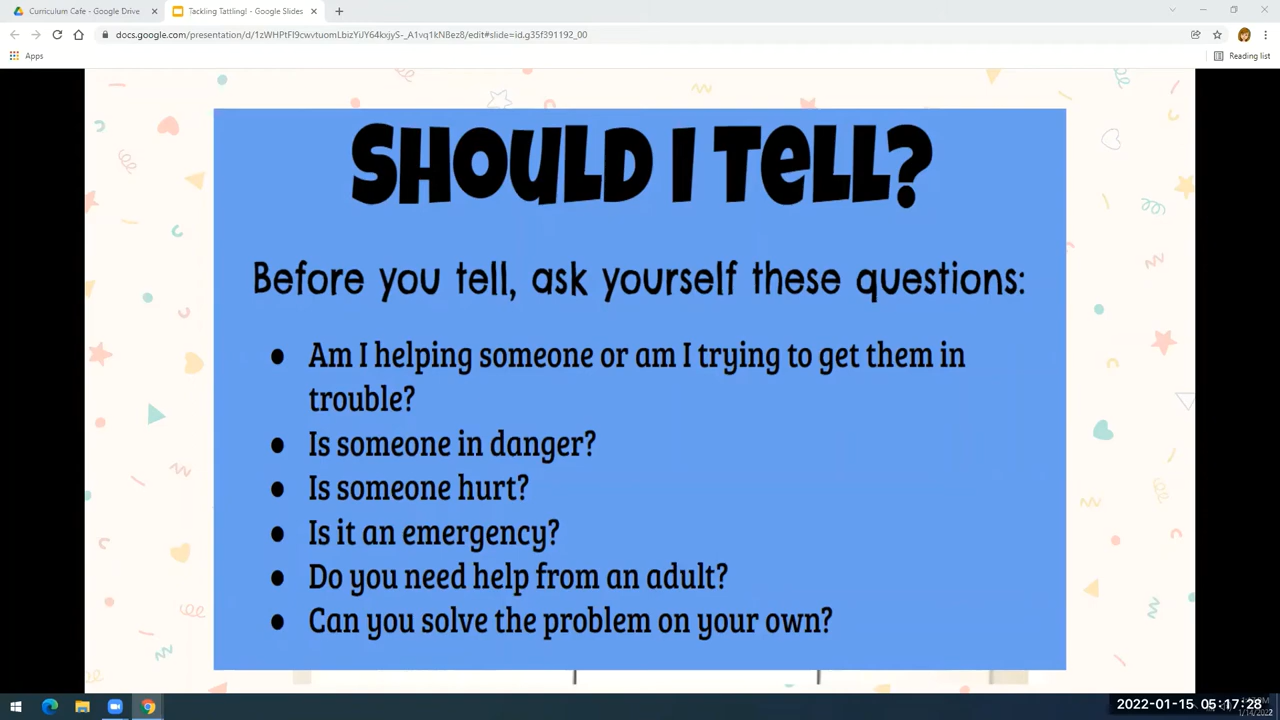 Curriculum Cafe - Google Drive
Tackling Tattling! - Google Slides
Apps
Reading list
SHOULD I TELL?
Before you tell, ask yourself these questions:
• Am I helping someone or am I trying to get them in
trouble?
• Is someone in danger?
• Is someone hurt?
• Is it an emergency?
• Do you need help from an adult?
• Can you solve the problem on your own?
2022-01-15 05:17:28